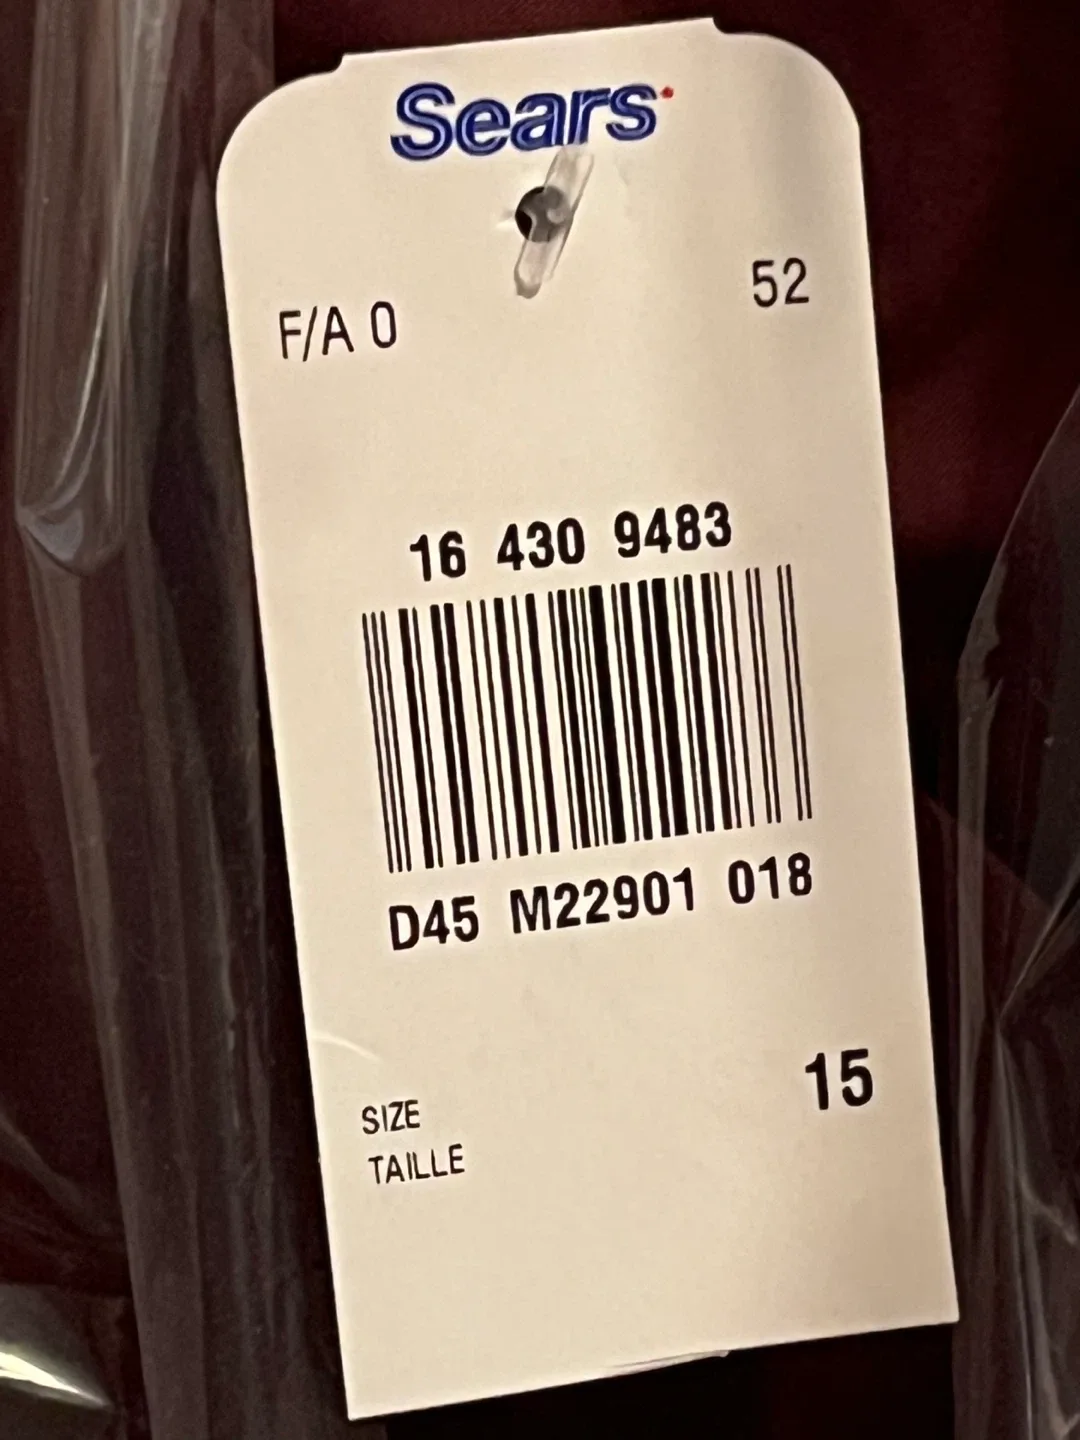 Sears
F/A 0 52
16 430 9483
D45 M22901 018
SIZE 15
TAILLE